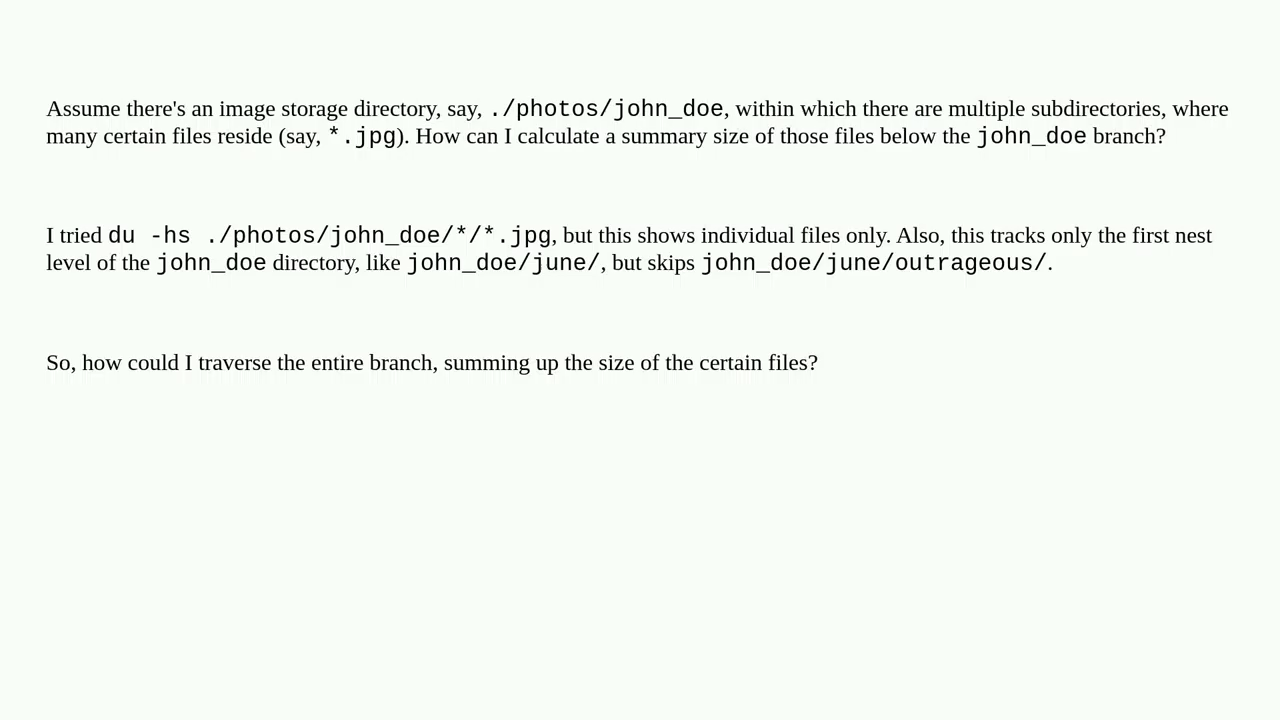 Assume there's an image storage directory, say, ./photos/john_doe, within which there are multiple subdirectories, where
many certain files reside (say, *.jpg). How can I calculate a summary size of those files below the john_doe branch?
I tried du -hs ./photos/john_doe/*/*.jpg, but this shows individual files only. Also, this tracks only the first nest
level of the john_doe directory, like john_doe/june/, but skips john_doe/june/outrageous/.
So, how could I traverse the entire branch, summing up the size of the certain files?